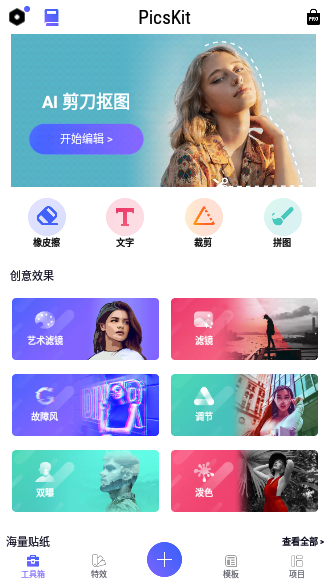 PicsKit
PRO
AI 剪刀抠图
开始编辑 >
橡皮擦
文字
裁剪
拼图
创意效果
艺术滤镜
滤镜
故障风
调节
双曝
泼色
海量贴纸
查看全部 >
工具箱
特效
模板
项目